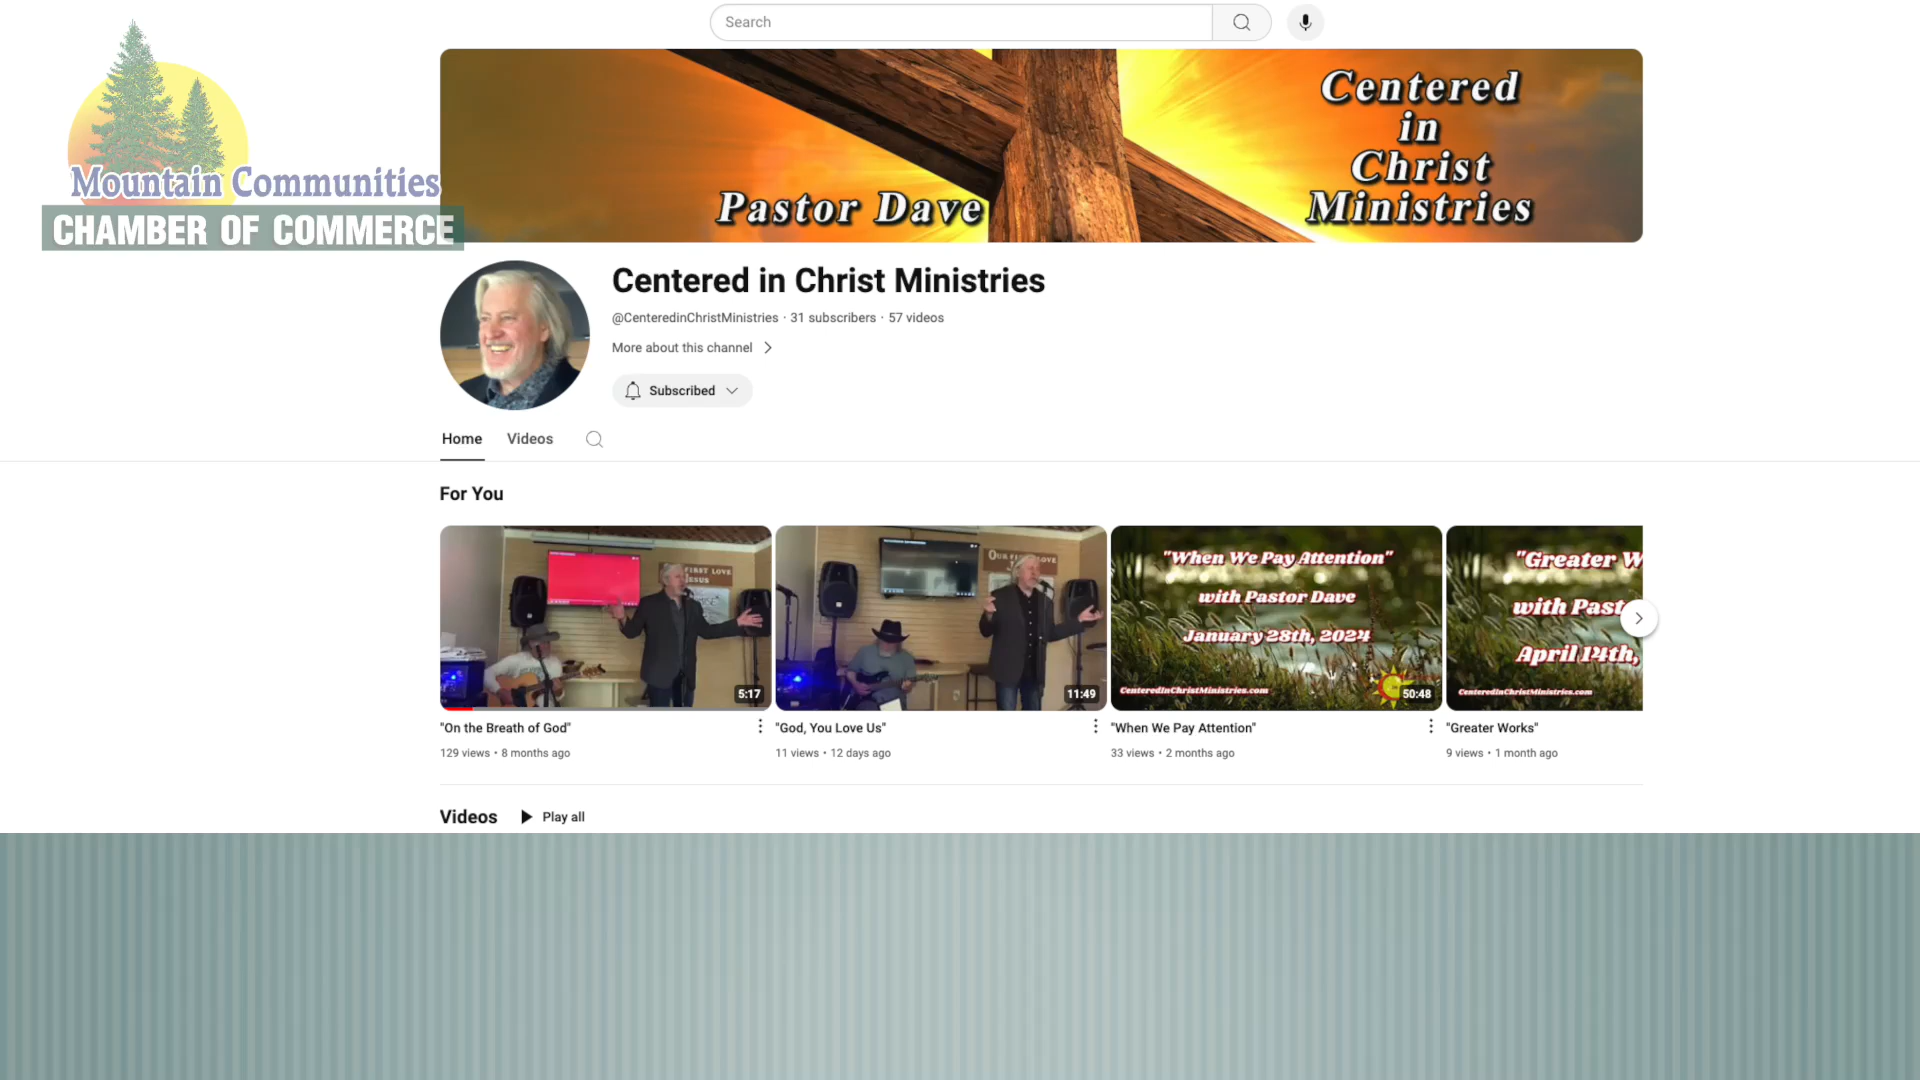 Search
Mountain Communities
CHAMBER OF COMMERCE
Pastor Dave
Centered
in
Christ
Ministries
Centered in Christ Ministries
@CenteredinChristMinistries · 31 subscribers · 57 videos
More about this channel
Subscribed
Home Videos
For You
FIRST LOVE
JESUS
5:17
"On the Breath of God"
129 views • 8 months ago
11:49
"God, You Love Us"
11 views • 12 days ago
"When We Pay Attention"
with Pastor Dave
January 28th, 2024
CenteredInChristMinistries.com
50:48
"When We Pay Attention"
33 views • 2 months ago
"Greater W
with Past
April 14th,
CenteredInChristMinistries.com
"Greater Works"
9 views • 1 month ago
Videos Play all